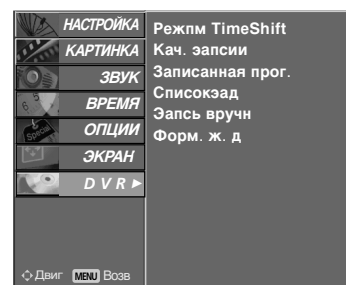 НАСТРОЙКА
КАРТИНКА
ЗВУК
ВРЕМЯ
ОПЦИИ
ЭКРАН
D V R ►
Режпм TimeShift
Кач. эапсии
Записанная прог.
Списокэад
Эапсь вручн
Форм. ж. д
Двиг MENU Возв